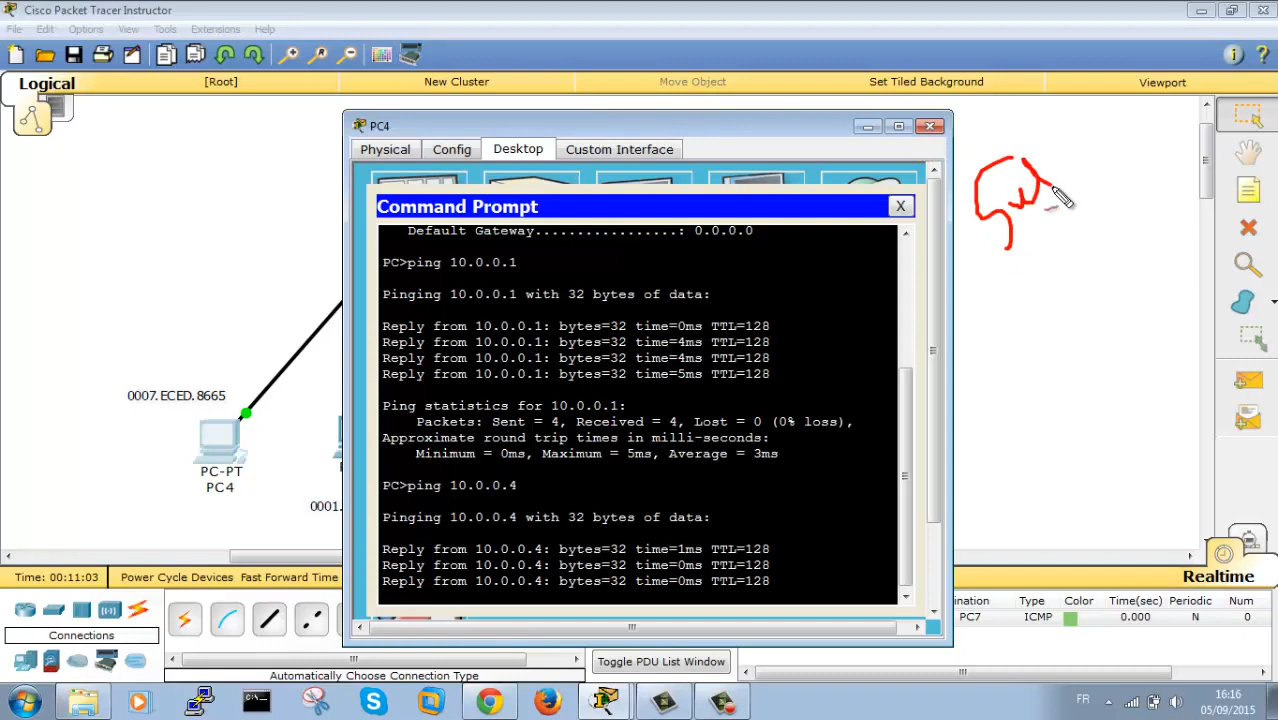 Cisco Packet Tracer Instructor
File Edit Options View Tools Extensions Help
Logical
[Root]
New Cluster
Move Object
Set Tiled Background
Viewport
PC4
Physical Config Desktop Custom Interface
Command Prompt
X
Default Gateway.................: 0.0.0.0
PC>ping 10.0.0.1
Pinging 10.0.0.1 with 32 bytes of data:
Reply from 10.0.0.1: bytes=32 time=0ms TTL=128
Reply from 10.0.0.1: bytes=32 time=4ms TTL=128
Reply from 10.0.0.1: bytes=32 time=4ms TTL=128
Reply from 10.0.0.1: bytes=32 time=5ms TTL=128
Ping statistics for 10.0.0.1:
Packets: Sent = 4, Received = 4, Lost = 0 (0% loss),
Approximate round trip times in milli-seconds:
Minimum = 0ms, Maximum = 5ms, Average = 3ms
PC>ping 10.0.0.4
Pinging 10.0.0.4 with 32 bytes of data:
Reply from 10.0.0.4: bytes=32 time=1ms TTL=128
Reply from 10.0.0.4: bytes=32 time=0ms TTL=128
Reply from 10.0.0.4: bytes=32 time=0ms TTL=128
0007.ECED.8665
PC-PT
PC4
0001.
Time: 00:11:03 Power Cycle Devices Fast Forward Time
Realtime
Connections
Automatically Choose Connection Type
Toggle PDU List Window
ination Type Color Time(sec) Periodic Num
PC7 ICMP 0.000 N 0
FR
16:16
05/09/2015